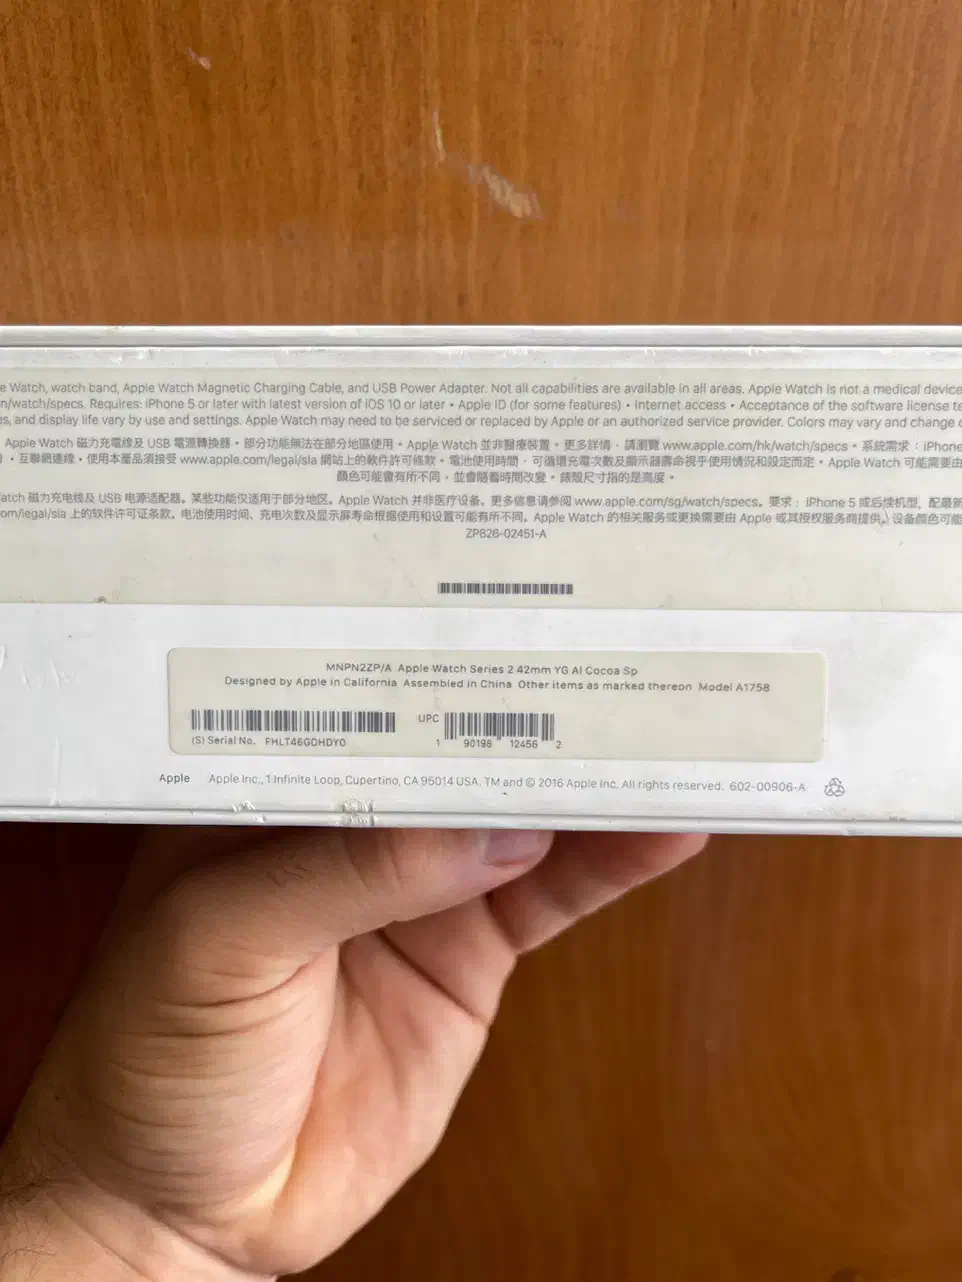 e Watch, watch band, Apple Watch Magnetic Charging Cable, and USB Power Adapter. Not all capabilities are available in all areas. Apple Watch is not a medical device
n/watch/specs. Requires: iPhone 5 or later with latest version of iOS 10 or later • Apple ID (for some features) • Internet access • Acceptance of the software license te
s, and display life vary by use and settings. Apple Watch may need to be serviced or replaced by Apple or an authorized service provider. Colors may vary and change o
Apple Watch 磁力充電線及 USB 電源轉換器。部分功能無法在部分地區使用。Apple Watch 並非醫療裝置。更多詳情,請瀏覽 www.apple.com/hk/watch/specs。系統需求:iPhone
• 互聯網連線 • 使用本產品須接受 www.apple.com/legal/sla 網站上的軟件許可條款。電池使用時間、可循環充電次數及顯示器壽命視乎使用情況和設定而定。Apple Watch 可能需要由
顏色可能會有所不同,並會隨着時間改變。錶殼尺寸指的是高度。
atch 磁力充电线及 USB 电源适配器。某些功能仅适用于部分地区。Apple Watch 并非医疗设备。更多信息请参阅 www.apple.com/sg/watch/specs。要求:iPhone 5 或后续机型,配最新
om/legal/sla 上的软件许可证条款。电池使用时间、充电次数及显示屏寿命根据使用和设置可能有所不同。Apple Watch 的相关服务或更换需要由 Apple 或其授权服务商提供。设备颜色可能
ZP826-02451-A
MNPN2ZP/A Apple Watch Series 2 42mm YG Al Cocoa Sp
Designed by Apple in California Assembled in China Other items as marked thereon Model A1758
UPC
(S) Serial No. FHLT46GDHDY0
1 90198 12456 2
Apple Apple Inc., 1 Infinite Loop, Cupertino, CA 95014 USA. TM and © 2016 Apple Inc. All rights reserved. 602-00906-A